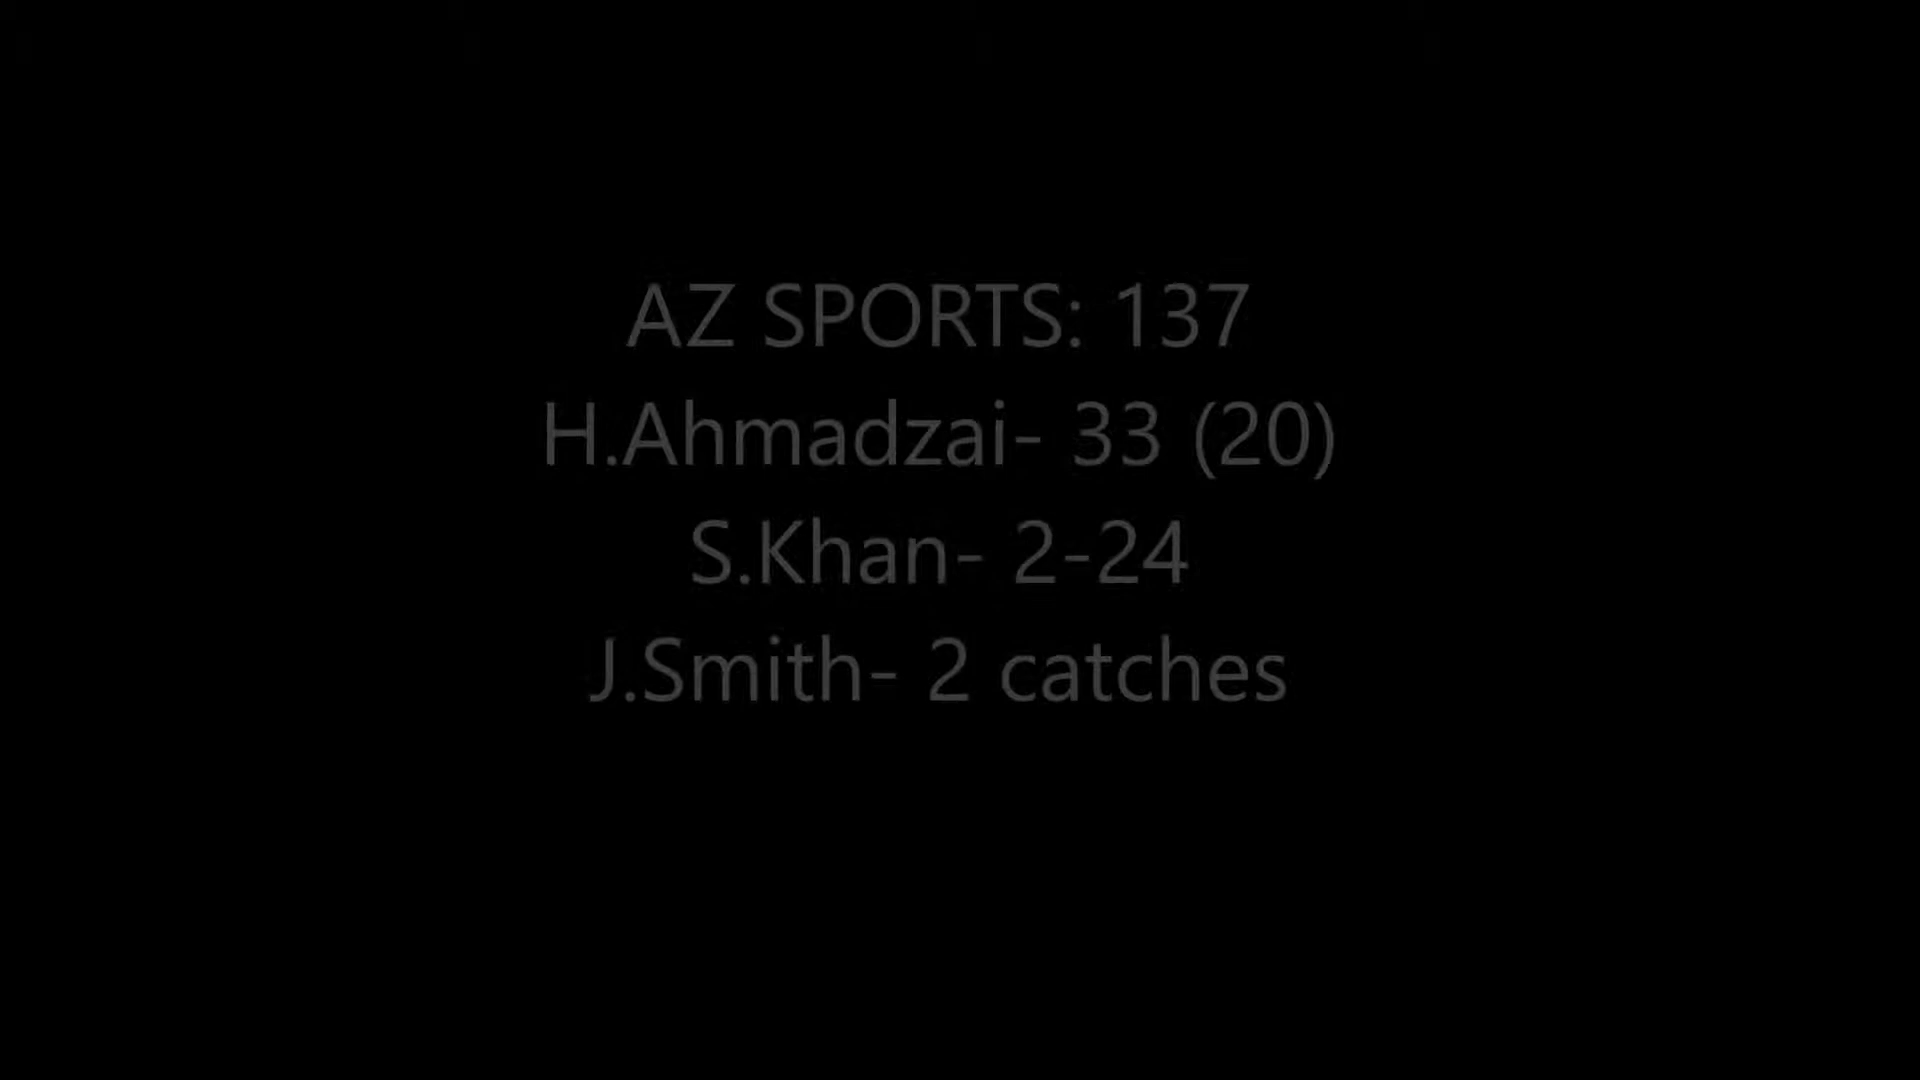 AZ SPORTS: 137
H.Ahmadzai- 33 (20)
S.Khan- 2-24
J.Smith- 2 catches